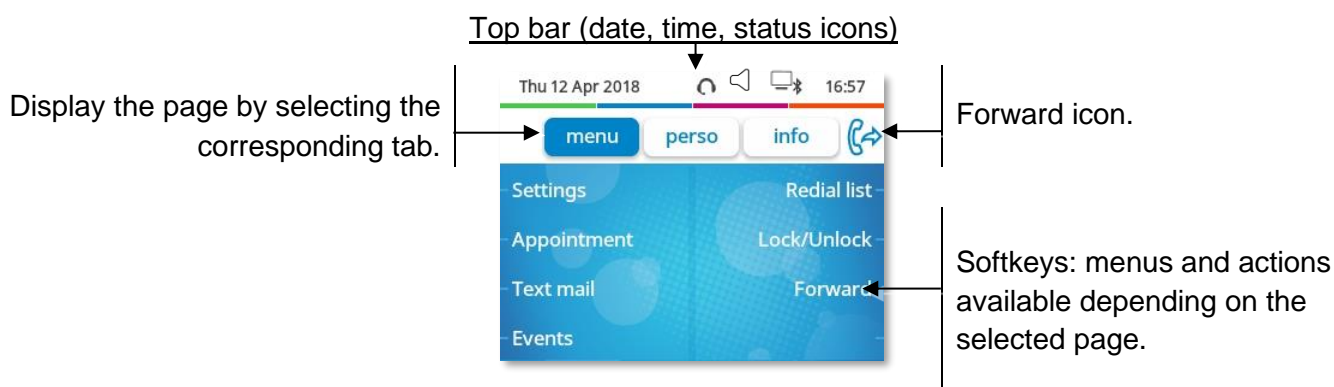 Top bar (date, time, status icons)
Thu 12 Apr 2018 16:57
Display the page by selecting the
corresponding tab.
menu perso info
Forward icon.
Settings Redial list
Appointment Lock/Unlock
Text mail Forward
Events
Softkeys: menus and actions
available depending on the
selected page.